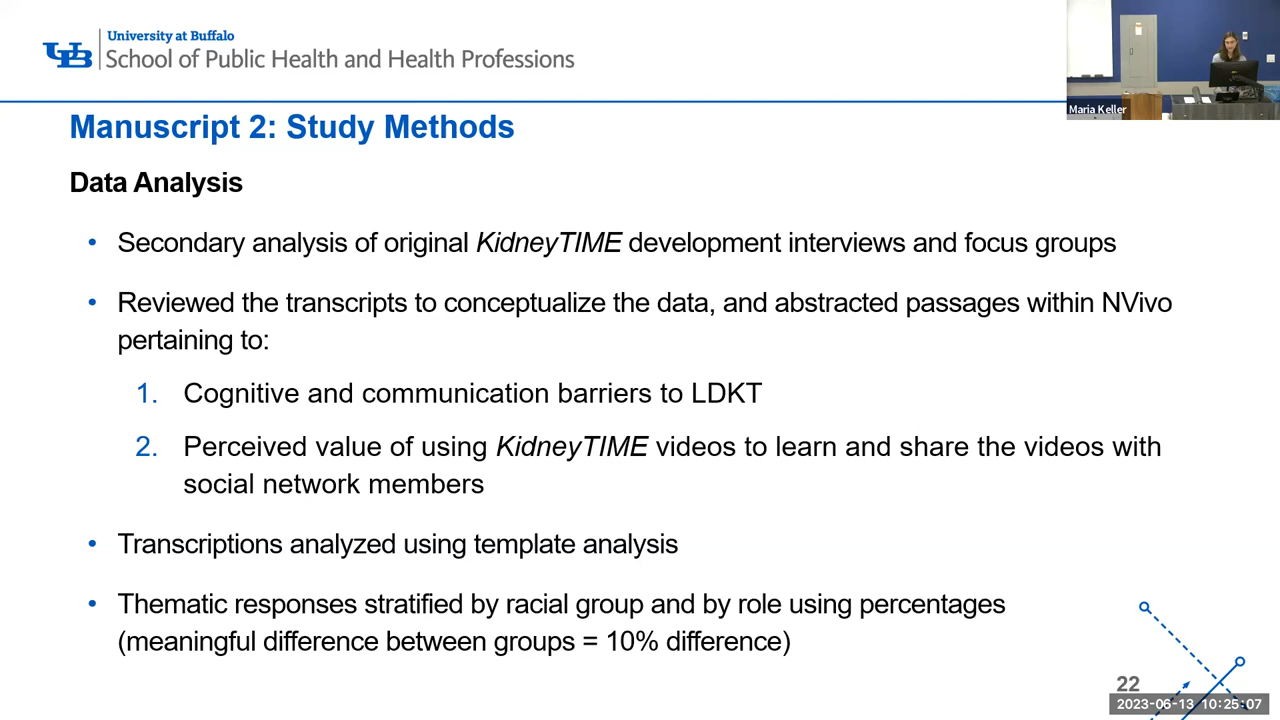 University at Buffalo
UB School of Public Health and Health Professions
Maria Keller
Manuscript 2: Study Methods
Data Analysis
• Secondary analysis of original KidneyTIME development interviews and focus groups
• Reviewed the transcripts to conceptualize the data, and abstracted passages within NVivo
pertaining to:
1. Cognitive and communication barriers to LDKT
2. Perceived value of using KidneyTIME videos to learn and share the videos with
social network members
• Transcriptions analyzed using template analysis
• Thematic responses stratified by racial group and by role using percentages
(meaningful difference between groups = 10% difference)
22
2023-06-13 10:25:07